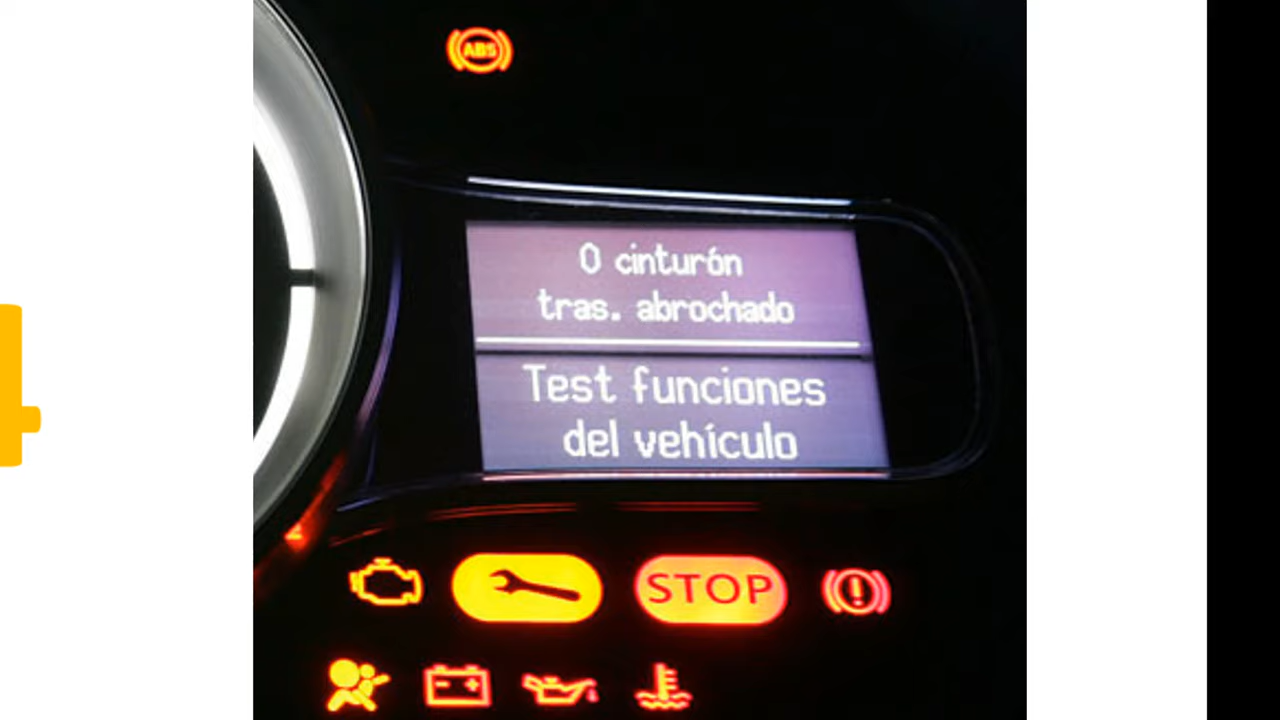 ABS
0 cinturón
tras. abrochado
Test funciones
del vehículo
STOP